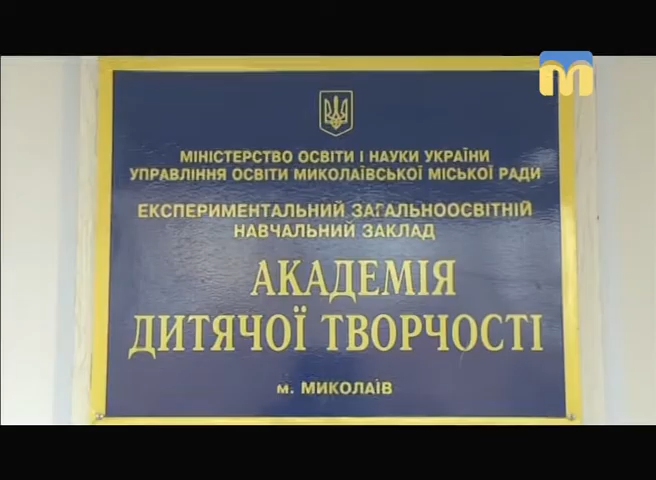 МІНІСТЕРСТВО ОСВІТИ І НАУКИ УКРАЇНИ
УПРАВЛІННЯ ОСВІТИ МИКОЛАЇВСЬКОЇ МІСЬКОЇ РАДИ
ЕКСПЕРИМЕНТАЛЬНИЙ ЗАГАЛЬНООСВІТНІЙ
НАВЧАЛЬНИЙ ЗАКЛАД
АКАДЕМІЯ
ДИТЯЧОЇ ТВОРЧОСТІ
м. МИКОЛАЇВ